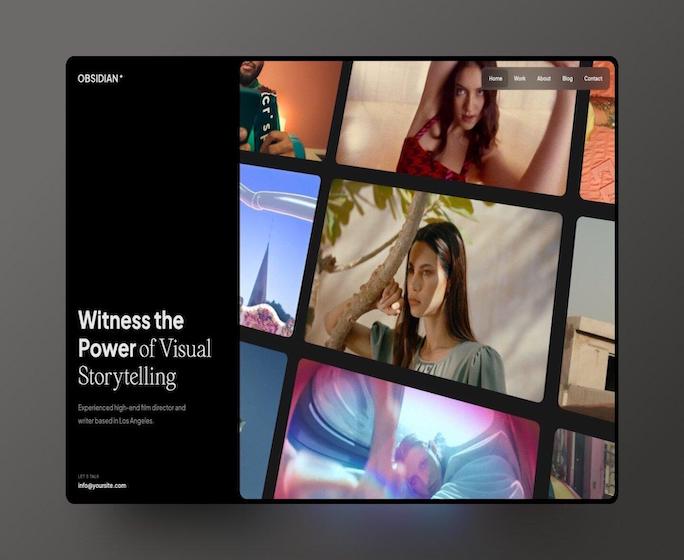 OBSIDIAN
Home Work About Blog Contact
Witness the
Power of Visual
Storytelling
Experienced high-end film director and
writer based in Los Angeles.
LET'S TALK
info@yoursite.com